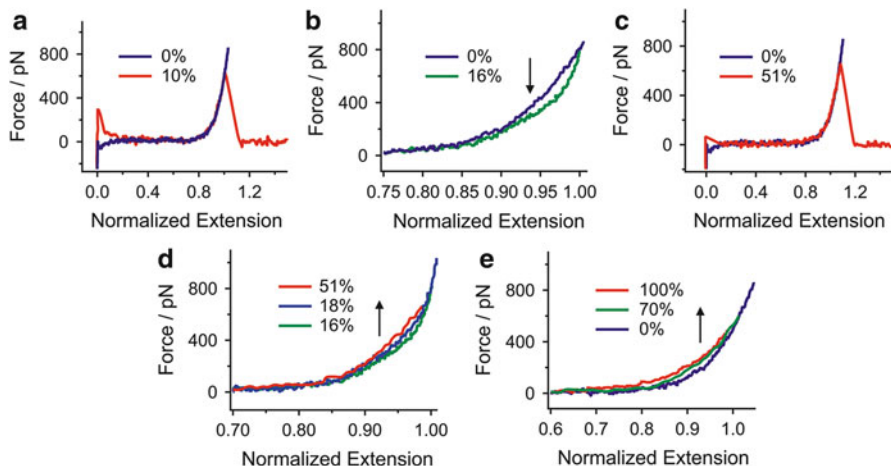 a
Force / pN
800
400
0
0%
10%
0.0 0.4 0.8 1.2
Normalized Extension
b
Force / pN
800
400
0
0%
16%
0.75 0.80 0.85 0.90 0.95 1.00
Normalized Extension
c
Force / pN
800
400
0
0%
51%
0.0 0.4 0.8 1.2
Normalized Extension
d
Force / pN
800
400
0
51%
18%
16%
0.70 0.80 0.90 1.00
Normalized Extension
e
Force / pN
800
400
0
100%
70%
0%
0.6 0.7 0.8 0.9 1.0
Normalized Extension